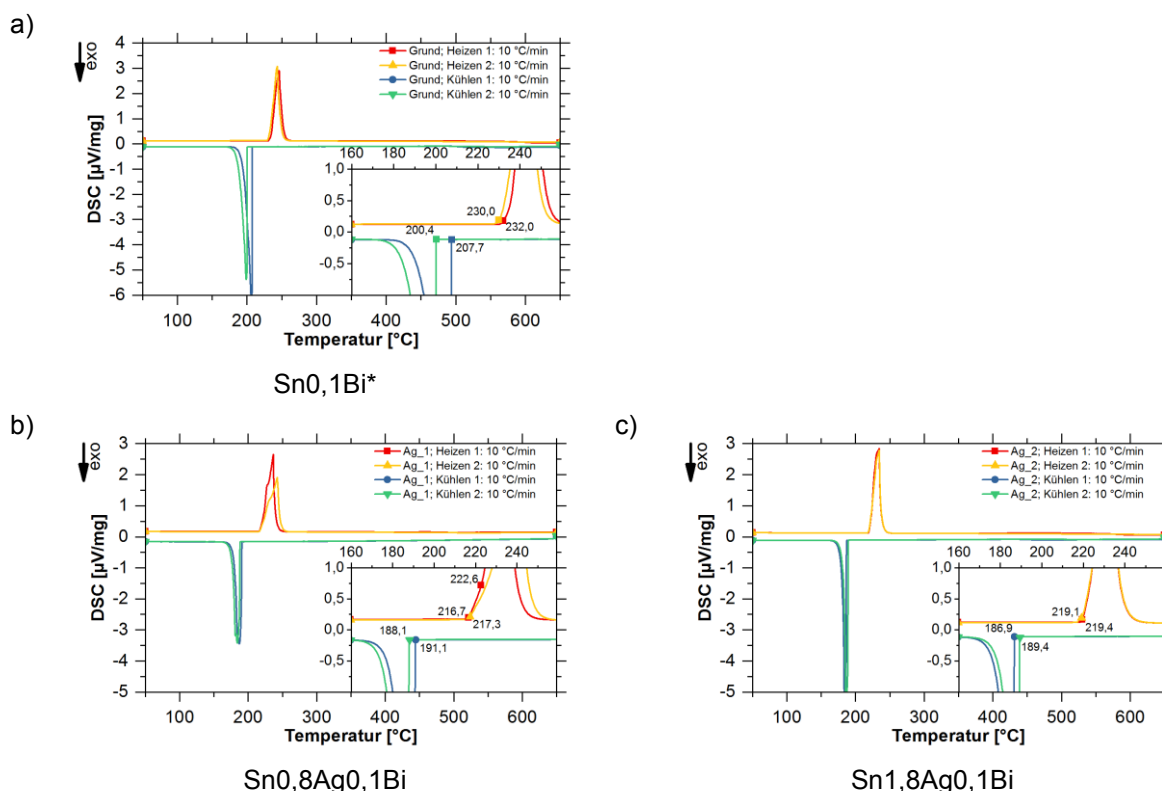 a)
exo
4
3
2
1
0
-1
-2
-3
-4
-5
-6
DSC [µV/mg]
Grund; Heizen 1: 10 °C/min
Grund; Heizen 2: 10 °C/min
Grund; Kühlen 1: 10 °C/min
Grund; Kühlen 2: 10 °C/min
160 180 200 220 240
1,0
0,5
0,0
-0,5
230,0
232,0
200,4
207,7
100 200 300 400 500 600
Temperatur [°C]
Sn0,1Bi*
b)
exo
3
2
1
0
-1
-2
-3
-4
-5
DSC [µV/mg]
Ag_1; Heizen 1: 10 °C/min
Ag_1; Heizen 2: 10 °C/min
Ag_1; Kühlen 1: 10 °C/min
Ag_1; Kühlen 2: 10 °C/min
160 180 200 220 240
1,0
0,5
0,0
-0,5
222,6
216,7
217,3
188,1
191,1
100 200 300 400 500 600
Temperatur [°C]
Sn0,8Ag0,1Bi
c)
exo
3
2
1
0
-1
-2
-3
-4
-5
DSC [µV/mg]
Ag_2; Heizen 1: 10 °C/min
Ag_2; Heizen 2: 10 °C/min
Ag_2; Kühlen 1: 10 °C/min
Ag_2; Kühlen 2: 10 °C/min
160 180 200 220 240
1,0
0,5
0,0
-0,5
219,1
219,4
186,9
189,4
100 200 300 400 500 600
Temperatur [°C]
Sn1,8Ag0,1Bi